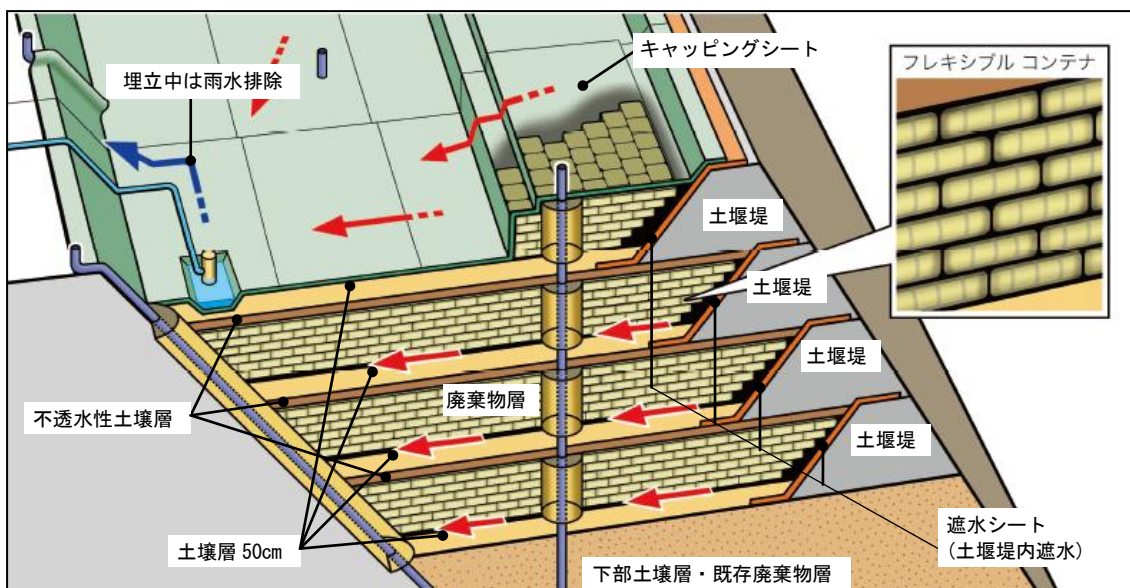 キャッピングシート
フレキシブル コンテナ
埋立中は雨水排除
土堰堤
土堰堤
土堰堤
廃棄物層
不透水性土壌層
土堰堤
土壌層 50cm
遮水シート
(土堰堤内遮水)
下部土壌層・既存廃棄物層